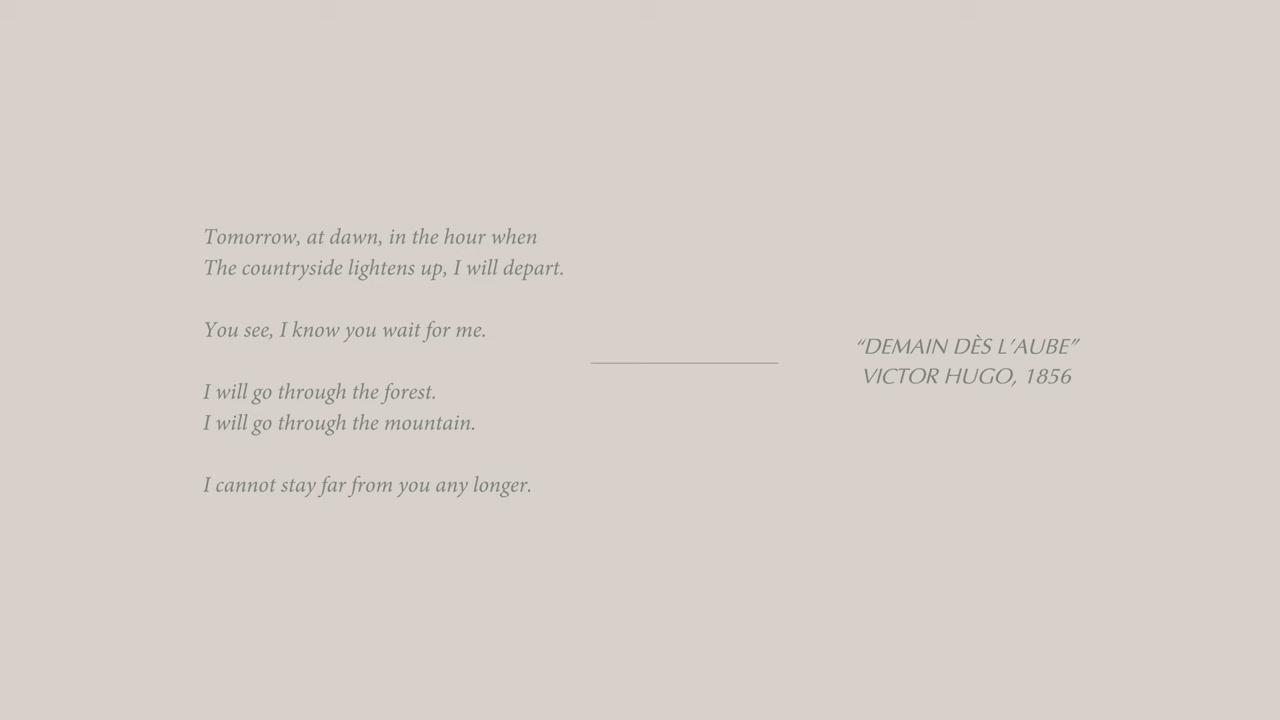 Tomorrow, at dawn, in the hour when
The countryside lightens up, I will depart.
You see, I know you wait for me.
I will go through the forest.
I will go through the mountain.
I cannot stay far from you any longer.
“DEMAIN DÈS L’AUBE”
VICTOR HUGO, 1856